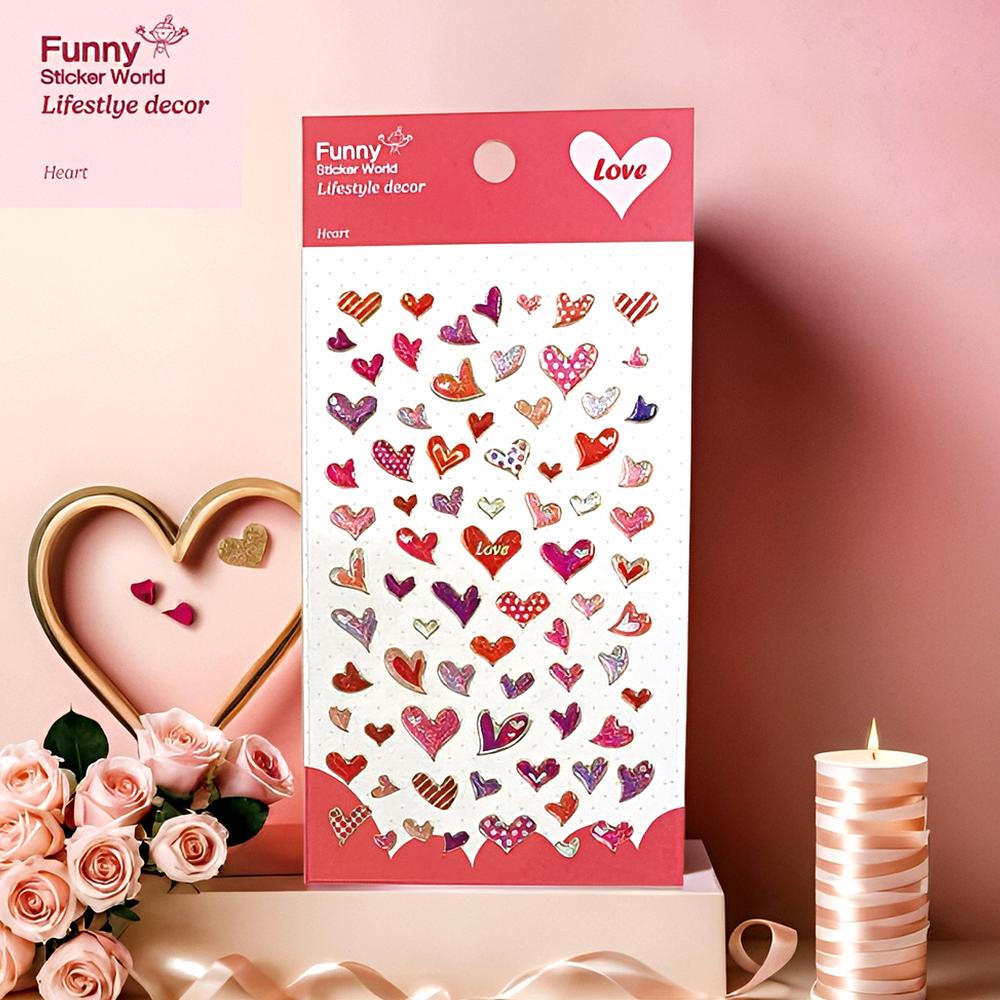 Funny
Sticker World
Lifestlye decor
Heart
Funny
Sticker World
Lifestyle decor
Heart
Love
Love